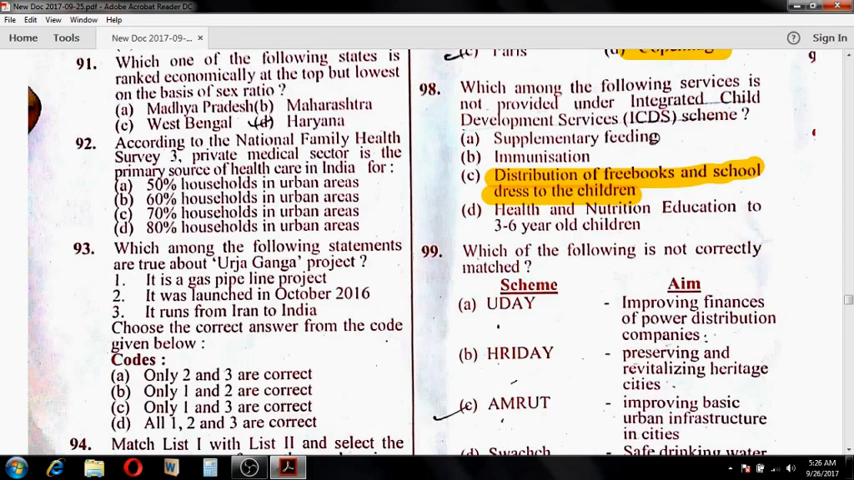 New Doc 2017-09-25.pdf - Adobe Acrobat Reader DC
File Edit View Window Help
Home Tools New Doc 2017-09-... × Sign In
91. Which one of the following states is
ranked economically at the top but lowest
on the basis of sex ratio ?
(a) Madhya Pradesh (b) Maharashtra
(c) West Bengal (d) Haryana
92. According to the National Family Health
Survey 3, private medical sector is the
primary source of health care in India for :
(a) 50% households in urban areas
(b) 60% households in urban areas
(c) 70% households in urban areas
(d) 80% households in urban areas
93. Which among the following statements
are true about 'Urja Ganga' project ?
1. It is a gas pipe line project
2. It was launched in October 2016
3. It runs from Iran to India
Choose the correct answer from the code
given below :
Codes :
(a) Only 2 and 3 are correct
(b) Only 1 and 2 are correct
(c) Only 1 and 3 are correct
(d) All 1, 2 and 3 are correct
94. Match List I with List II and select the
(c) Paris (d)
98. Which among the following services is
not provided under Integrated Child
Development Services (ICDS) scheme ?
(a) Supplementary feeding
(b) Immunisation
(c) Distribution of freebooks and school
dress to the children
(d) Health and Nutrition Education to
3-6 year old children
99. Which of the following is not correctly
matched ?
Scheme Aim
(a) UDAY - Improving finances
of power distribution
companies
(b) HRIDAY - preserving and
revitalizing heritage
cities
(c) AMRUT - improving basic
urban infrastructure
in cities
(d) Swachch - Safe drinking water
5:26 AM
9/26/2017